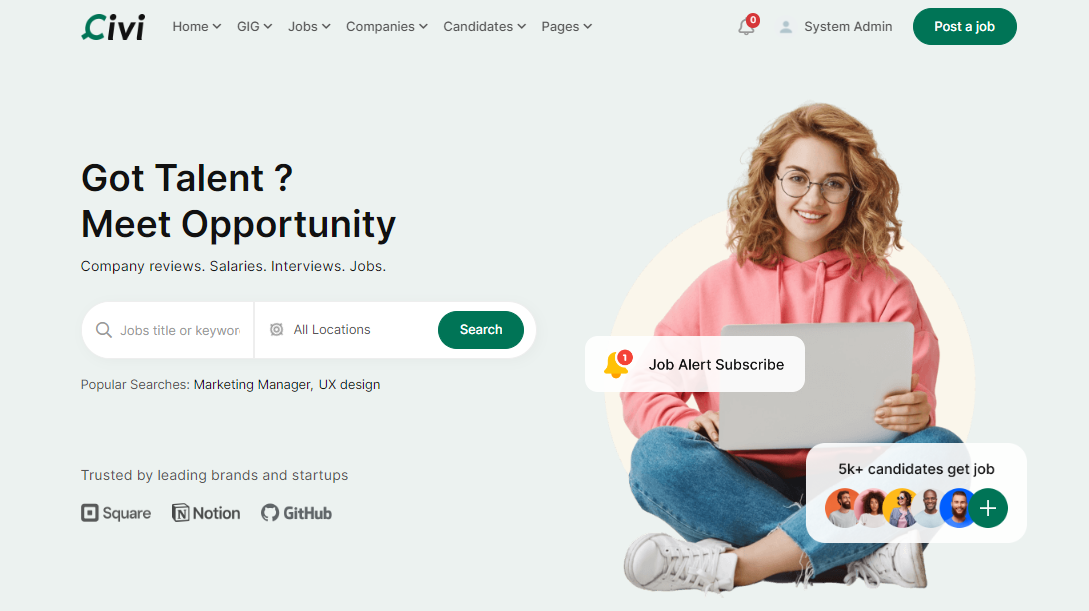 Civi
Home GIG Jobs Companies Candidates Pages
0
System Admin
Post a job
Got Talent ?
Meet Opportunity
Company reviews. Salaries. Interviews. Jobs.
Jobs title or keywor
All Locations
Search
Popular Searches: Marketing Manager, UX design
1
Job Alert Subscribe
5k+ candidates get job
Trusted by leading brands and startups
Square Notion GitHub